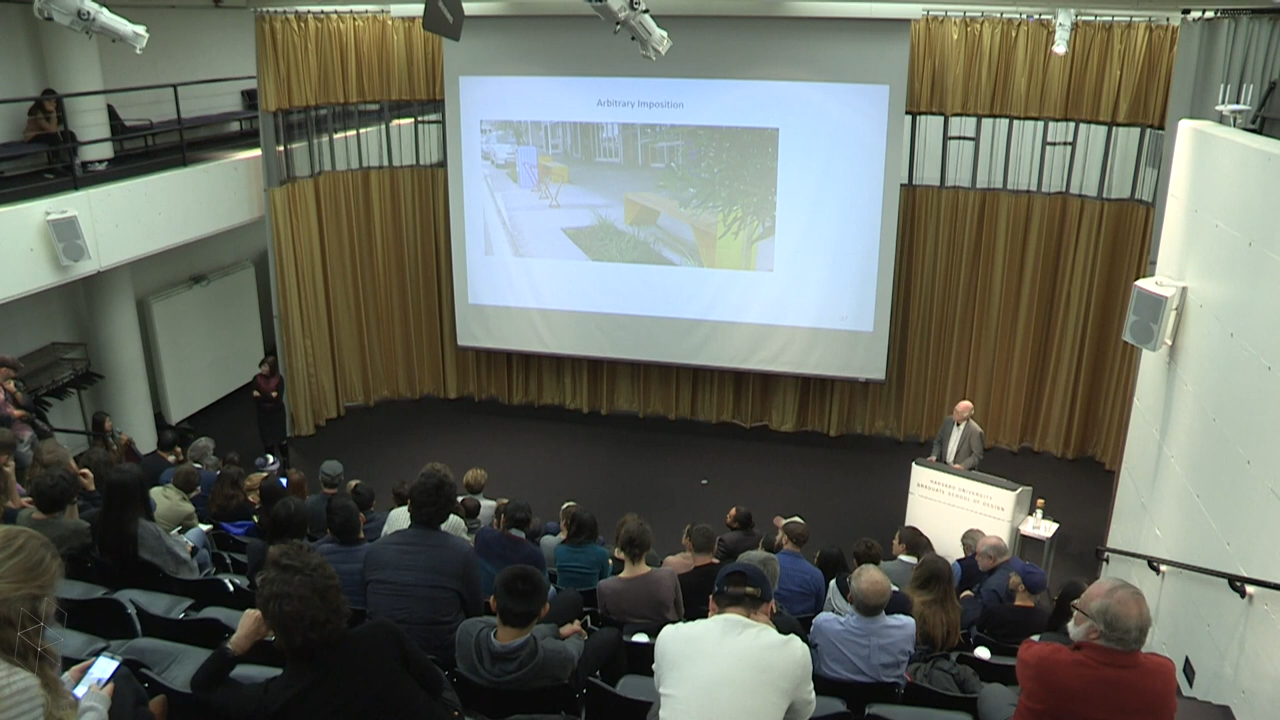 Arbitrary Imposition
HARVARD UNIVERSITY
GRADUATE SCHOOL OF DESIGN